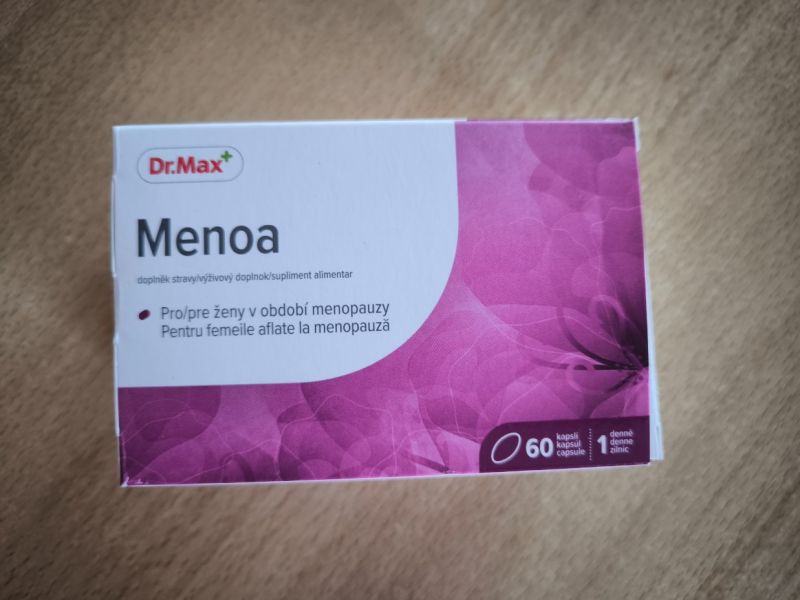 Dr.Max+
Menoa
doplněk stravy/výživový doplnok/supliment alimentar
Pro/pre ženy v období menopauzy
Pentru femeile aflate la menopauză
60
kapslí
kapsúl
capsule
1
denně
denne
zilnic